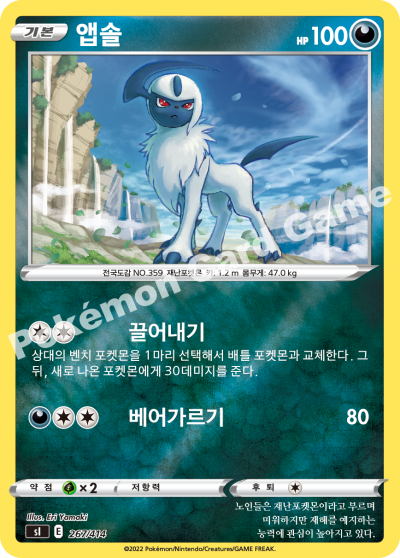 기본 앱솔 HP 100
전국도감 NO.359 재난포켓몬 키: 1.2 m 몸무게: 47.0 kg
Pokémon Card Game
끌어내기
상대의 벤치 포켓몬을 1마리 선택해서 배틀 포켓몬과 교체한다. 그
뒤, 새로 나온 포켓몬에게 30데미지를 준다.
베어가르기 80
약점 ×2 저항력 후퇴
Illus. Eri Yamaki
sI E 267/414
노인들은 재난포켓몬이라고 부르며
미워하지만 재해를 예지하는
능력에 관심이 높아지고 있다.
©2022 Pokémon/Nintendo/Creatures/GAME FREAK.